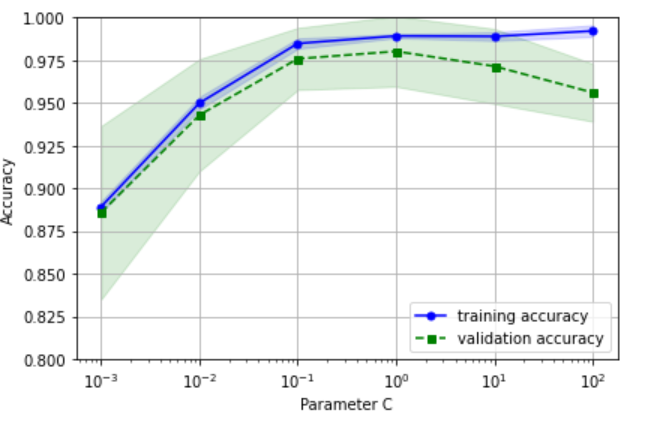 1.000
0.975
0.950
0.925
0.900
0.875
0.850
0.825
0.800
Accuracy
training accuracy
validation accuracy
10⁻³ 10⁻² 10⁻¹ 10⁰ 10¹ 10²
Parameter C